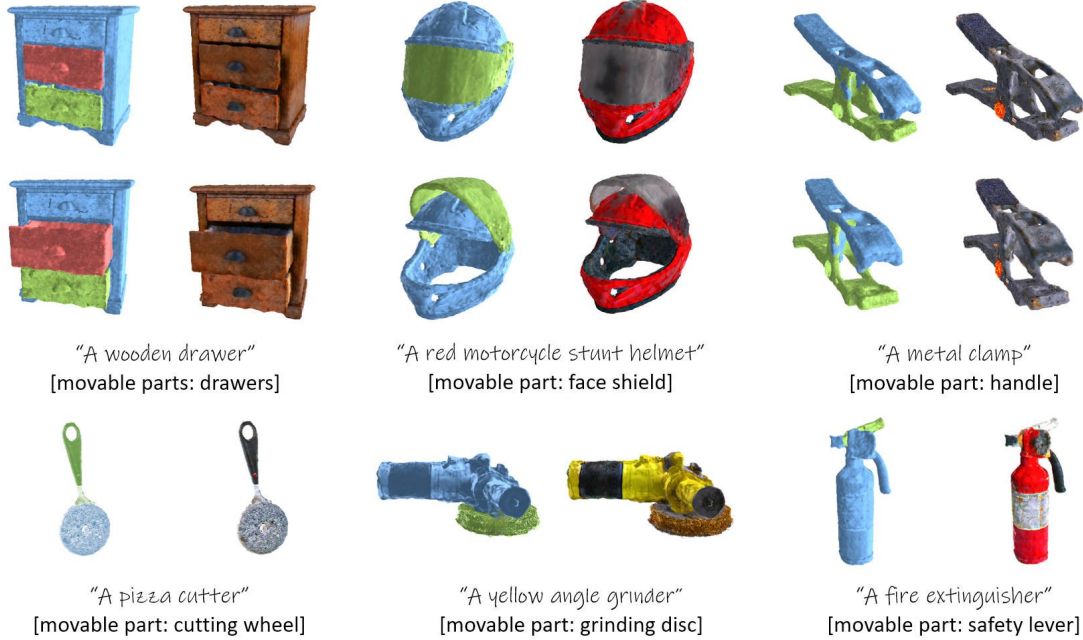 “A wooden drawer”
[movable parts: drawers]
“A red motorcycle stunt helmet”
[movable part: face shield]
“A metal clamp”
[movable part: handle]
“A pizza cutter”
[movable part: cutting wheel]
“A yellow angle grinder”
[movable part: grinding disc]
“A fire extinguisher”
[movable part: safety lever]